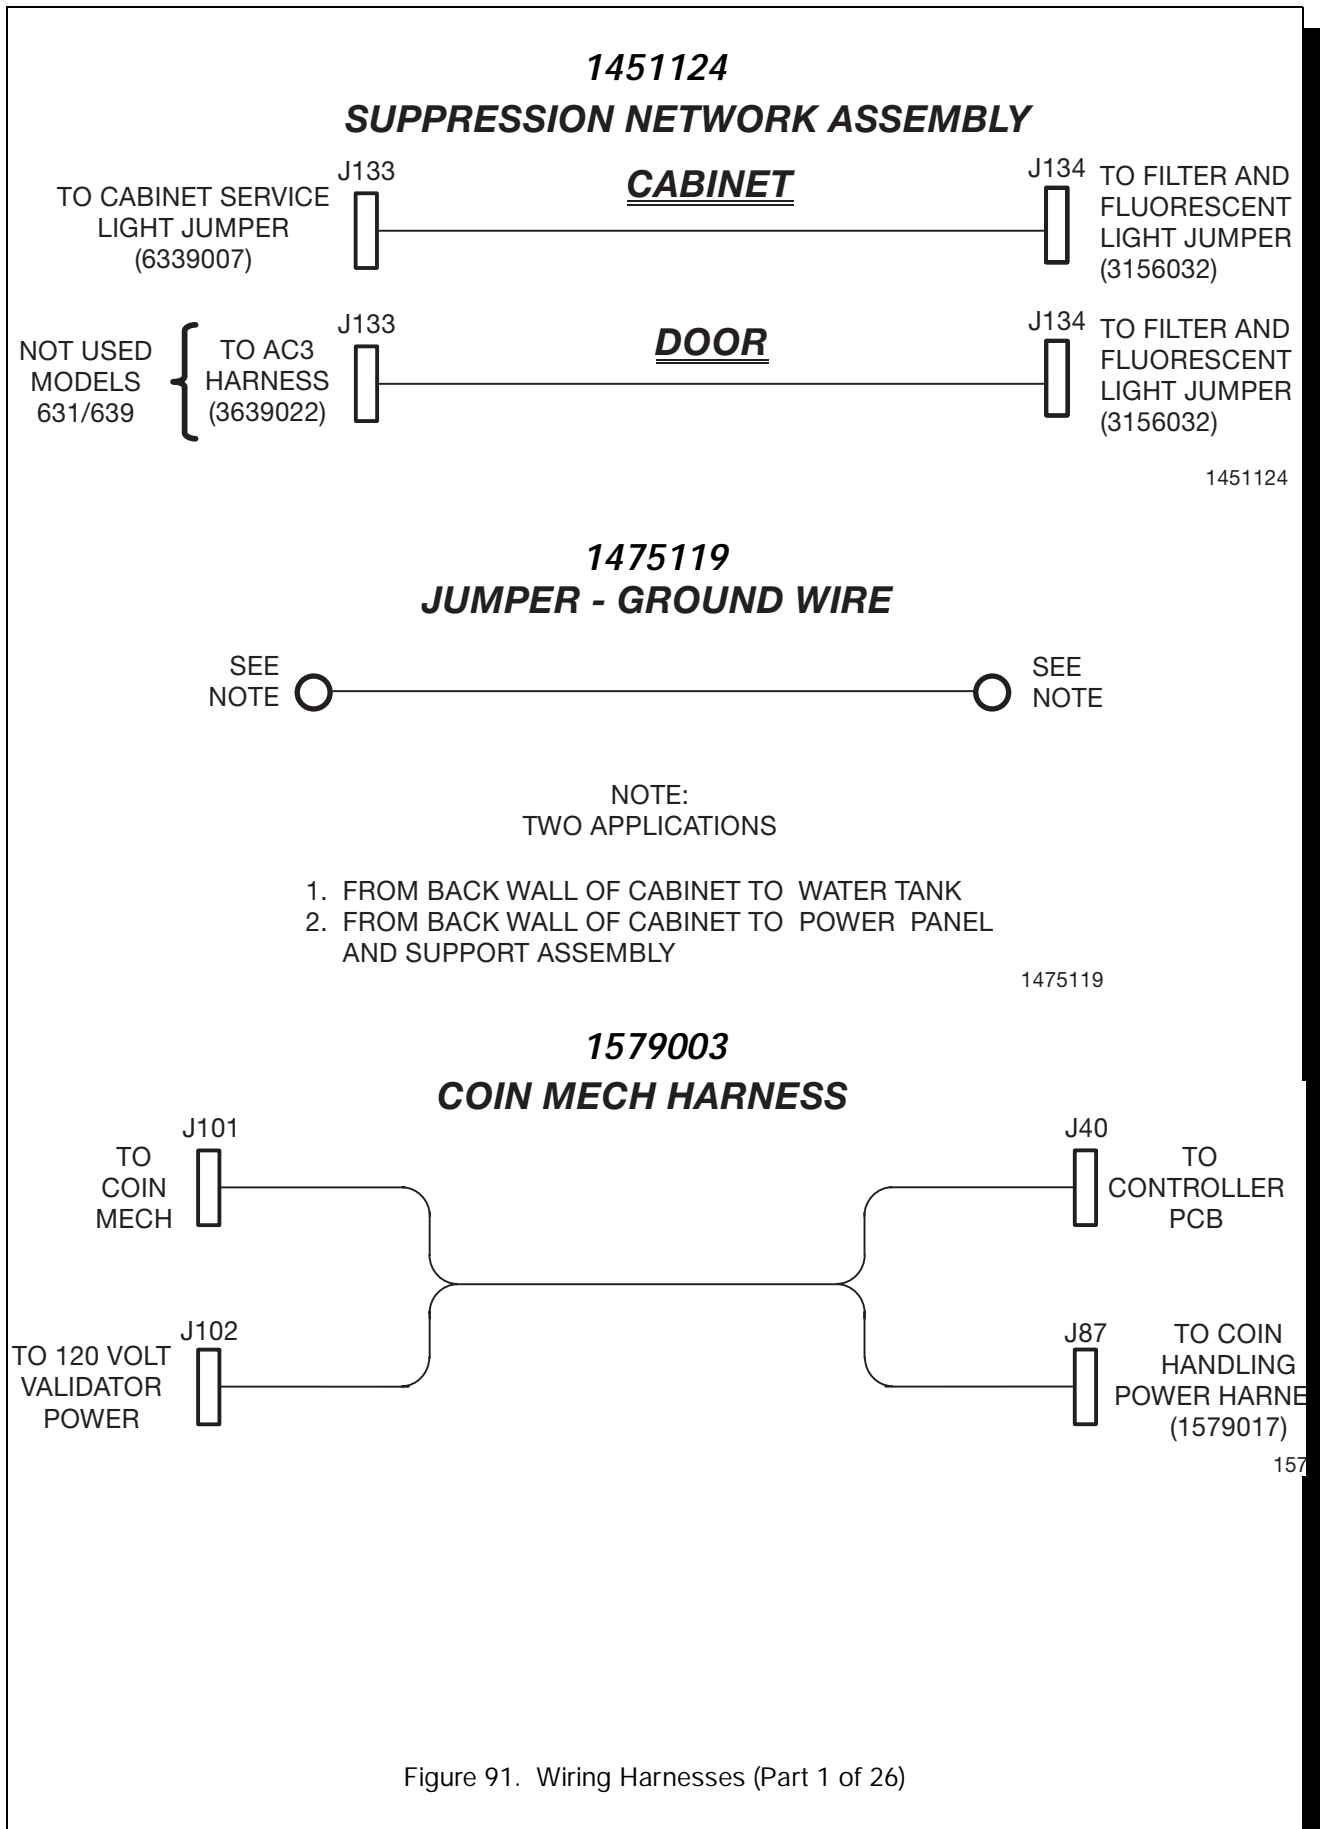 1451124
SUPPRESSION NETWORK ASSEMBLY
CABINET
J133
TO CABINET SERVICE
LIGHT JUMPER
(6339007)
J134
TO FILTER AND
FLUORESCENT
LIGHT JUMPER
(3156032)
DOOR
NOT USED
MODELS
631/639
TO AC3
HARNESS
(3639022)
J133
J134
TO FILTER AND
FLUORESCENT
LIGHT JUMPER
(3156032)
1451124
1475119
JUMPER - GROUND WIRE
SEE
NOTE
SEE
NOTE
NOTE:
TWO APPLICATIONS
1. FROM BACK WALL OF CABINET TO WATER TANK
2. FROM BACK WALL OF CABINET TO POWER PANEL
AND SUPPORT ASSEMBLY
1475119
1579003
COIN MECH HARNESS
J101
TO
COIN
MECH
J40
TO
CONTROLLER
PCB
J102
TO 120 VOLT
VALIDATOR
POWER
J87
TO COIN
HANDLING
POWER HARNE
(1579017)
157
Figure 91. Wiring Harnesses (Part 1 of 26)